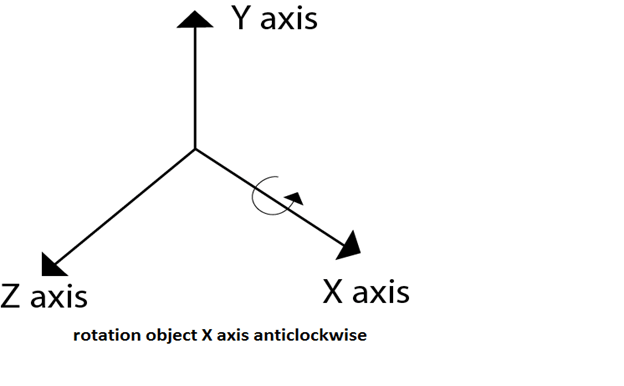 Y axis
Z axis
X axis
rotation object X axis anticlockwise